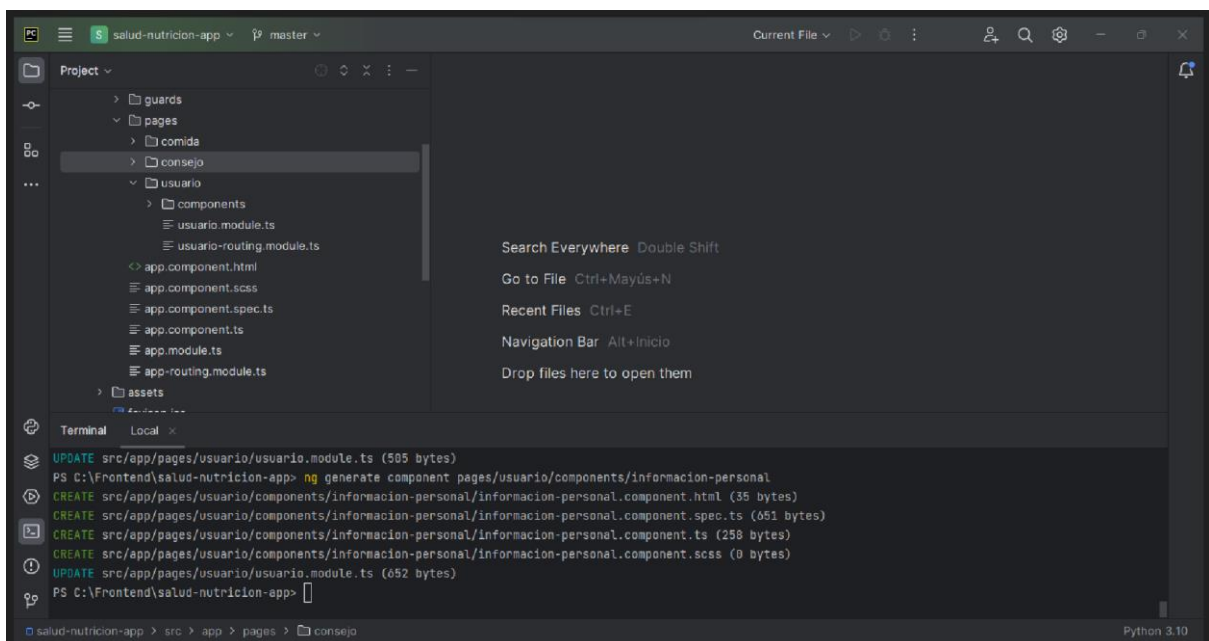 PC
S salud-nutricion-app master
Current File
Project
guards
pages
comida
consejo
usuario
components
usuario.module.ts
usuario-routing.module.ts
app.component.html
app.component.scss
app.component.spec.ts
app.component.ts
app.module.ts
app-routing.module.ts
assets
Search Everywhere Double Shift
Go to File Ctrl+Mayús+N
Recent Files Ctrl+E
Navigation Bar Alt+Inicio
Drop files here to open them
Terminal Local
UPDATE src/app/pages/usuario/usuario.module.ts (505 bytes)
PS C:\Frontend\salud-nutricion-app> ng generate component pages/usuario/components/informacion-personal
CREATE src/app/pages/usuario/components/informacion-personal/informacion-personal.component.html (35 bytes)
CREATE src/app/pages/usuario/components/informacion-personal/informacion-personal.component.spec.ts (651 bytes)
CREATE src/app/pages/usuario/components/informacion-personal/informacion-personal.component.ts (258 bytes)
CREATE src/app/pages/usuario/components/informacion-personal/informacion-personal.component.scss (0 bytes)
UPDATE src/app/pages/usuario/usuario.module.ts (652 bytes)
PS C:\Frontend\salud-nutricion-app>
salud-nutricion-app > src > app > pages > consejo
Python 3.10